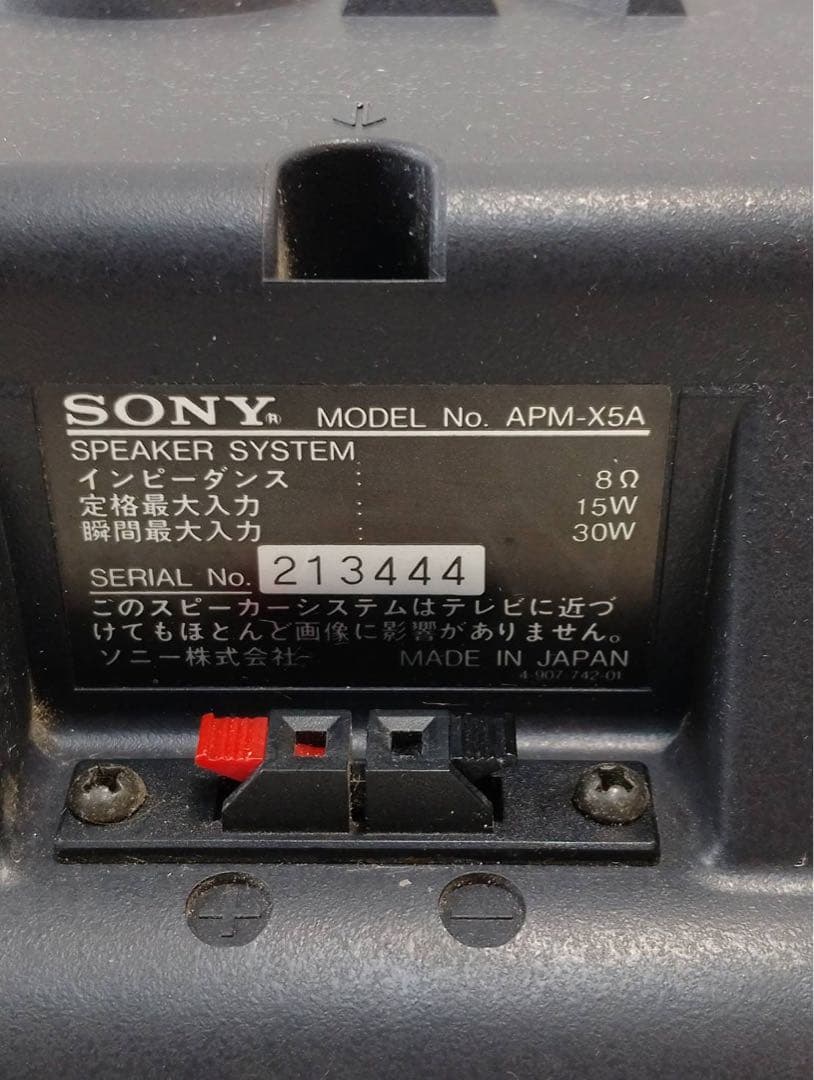 SONY® MODEL No. APM-X5A
SPEAKER SYSTEM
インピーダンス : 8Ω
定格最大入力 : 15W
瞬間最大入力 : 30W
SERIAL No. 213444
このスピーカーシステムはテレビに近づ
けてもほとんど画像に影響がありません。
ソニー株式会社 MADE IN JAPAN
4-907-742-01
+ −